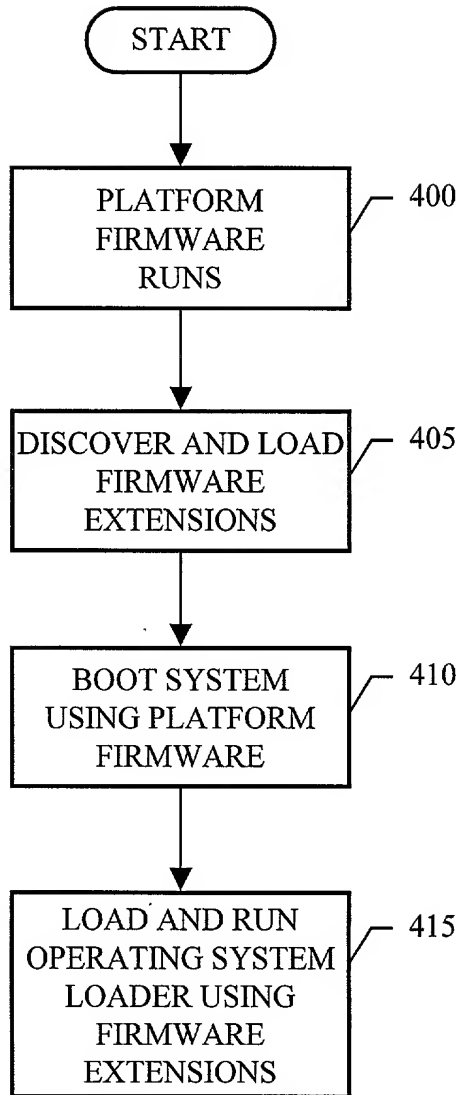 START
PLATFORM
FIRMWARE
RUNS
400
DISCOVER AND LOAD
FIRMWARE
EXTENSIONS
405
BOOT SYSTEM
USING PLATFORM
FIRMWARE
410
LOAD AND RUN
OPERATING SYSTEM
LOADER USING
FIRMWARE
EXTENSIONS
415